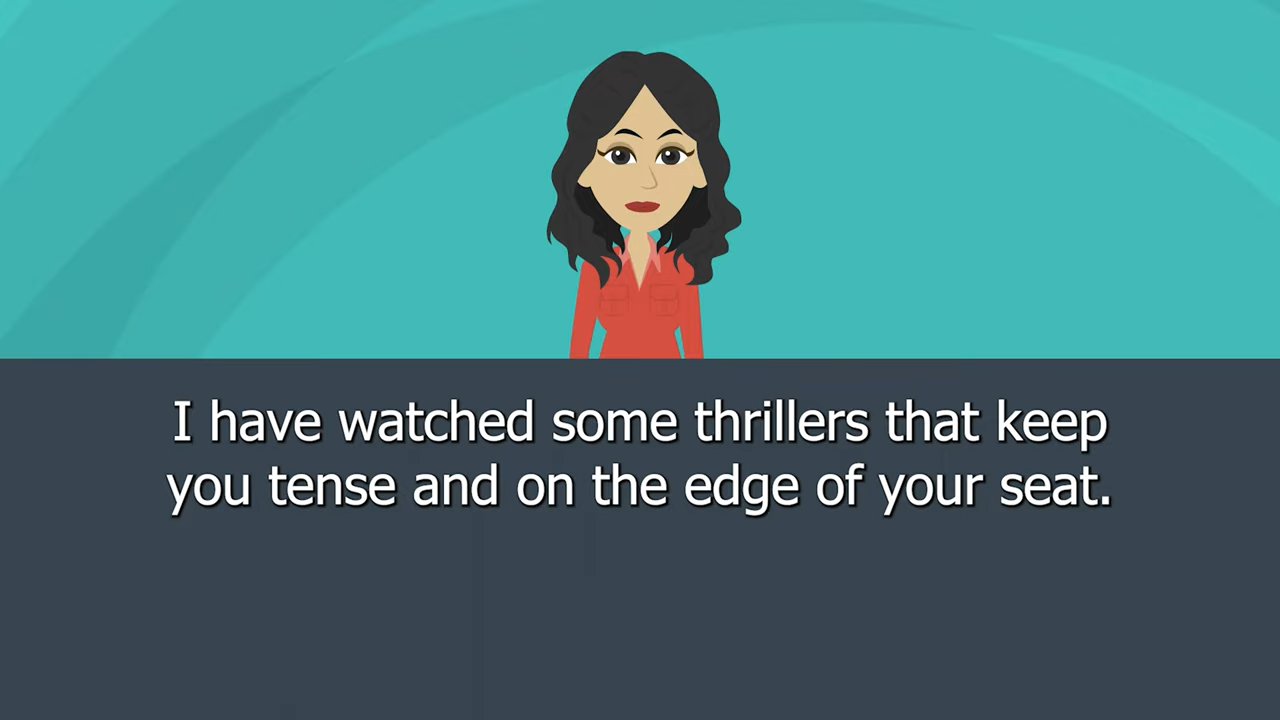 I have watched some thrillers that keep
you tense and on the edge of your seat.